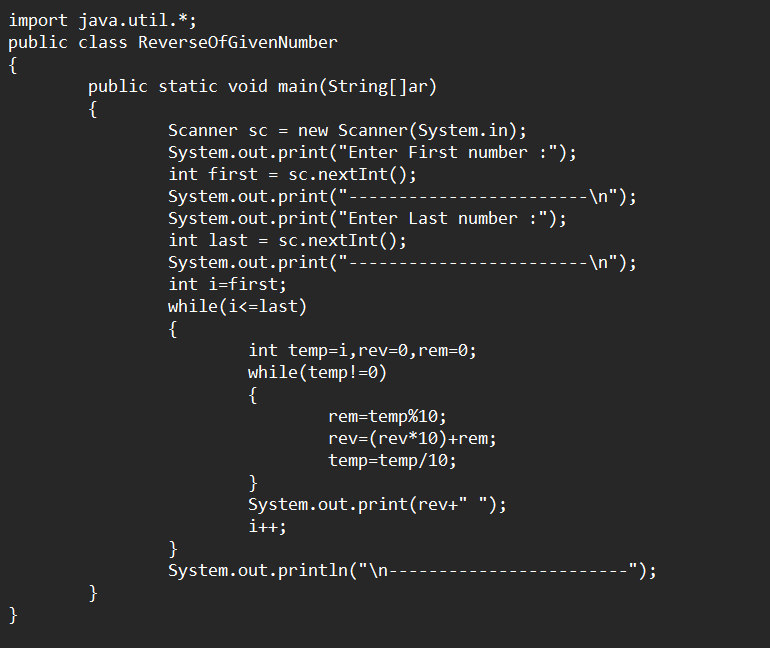 import java.util.*;
public class ReverseOfGivenNumber
{
        public static void main(String[]ar)
        {
                Scanner sc = new Scanner(System.in);
                System.out.print("Enter First number :");
                int first = sc.nextInt();
                System.out.print("------------------------\n");
                System.out.print("Enter Last number :");
                int last = sc.nextInt();
                System.out.print("------------------------\n");
                int i=first;
                while(i<=last)
                {
                        int temp=i,rev=0,rem=0;
                        while(temp!=0)
                        {
                                rem=temp%10;
                                rev=(rev*10)+rem;
                                temp=temp/10;
                        }
                        System.out.print(rev+" ");
                        i++;
                }
                System.out.println("\n------------------------");
        }
}